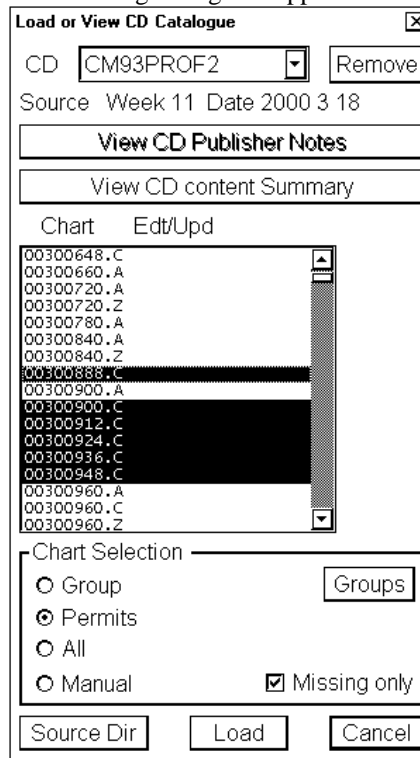 Load or View CD Catalogue
CD CM93PROF2 Remove
Source Week 11 Date 2000 3 18
View CD Publisher Notes
View CD content Summary
Chart Edt/Upd
00300648.C
00300660.A
00300720.A
00300720.Z
00300780.A
00300840.A
00300840.Z
00300888.C
00300900.A
00300900.C
00300912.C
00300924.C
00300936.C
00300948.C
00300960.A
00300960.C
00300960.Z
Chart Selection
Group Groups
Permits
All
Manual Missing only
Source Dir Load Cancel